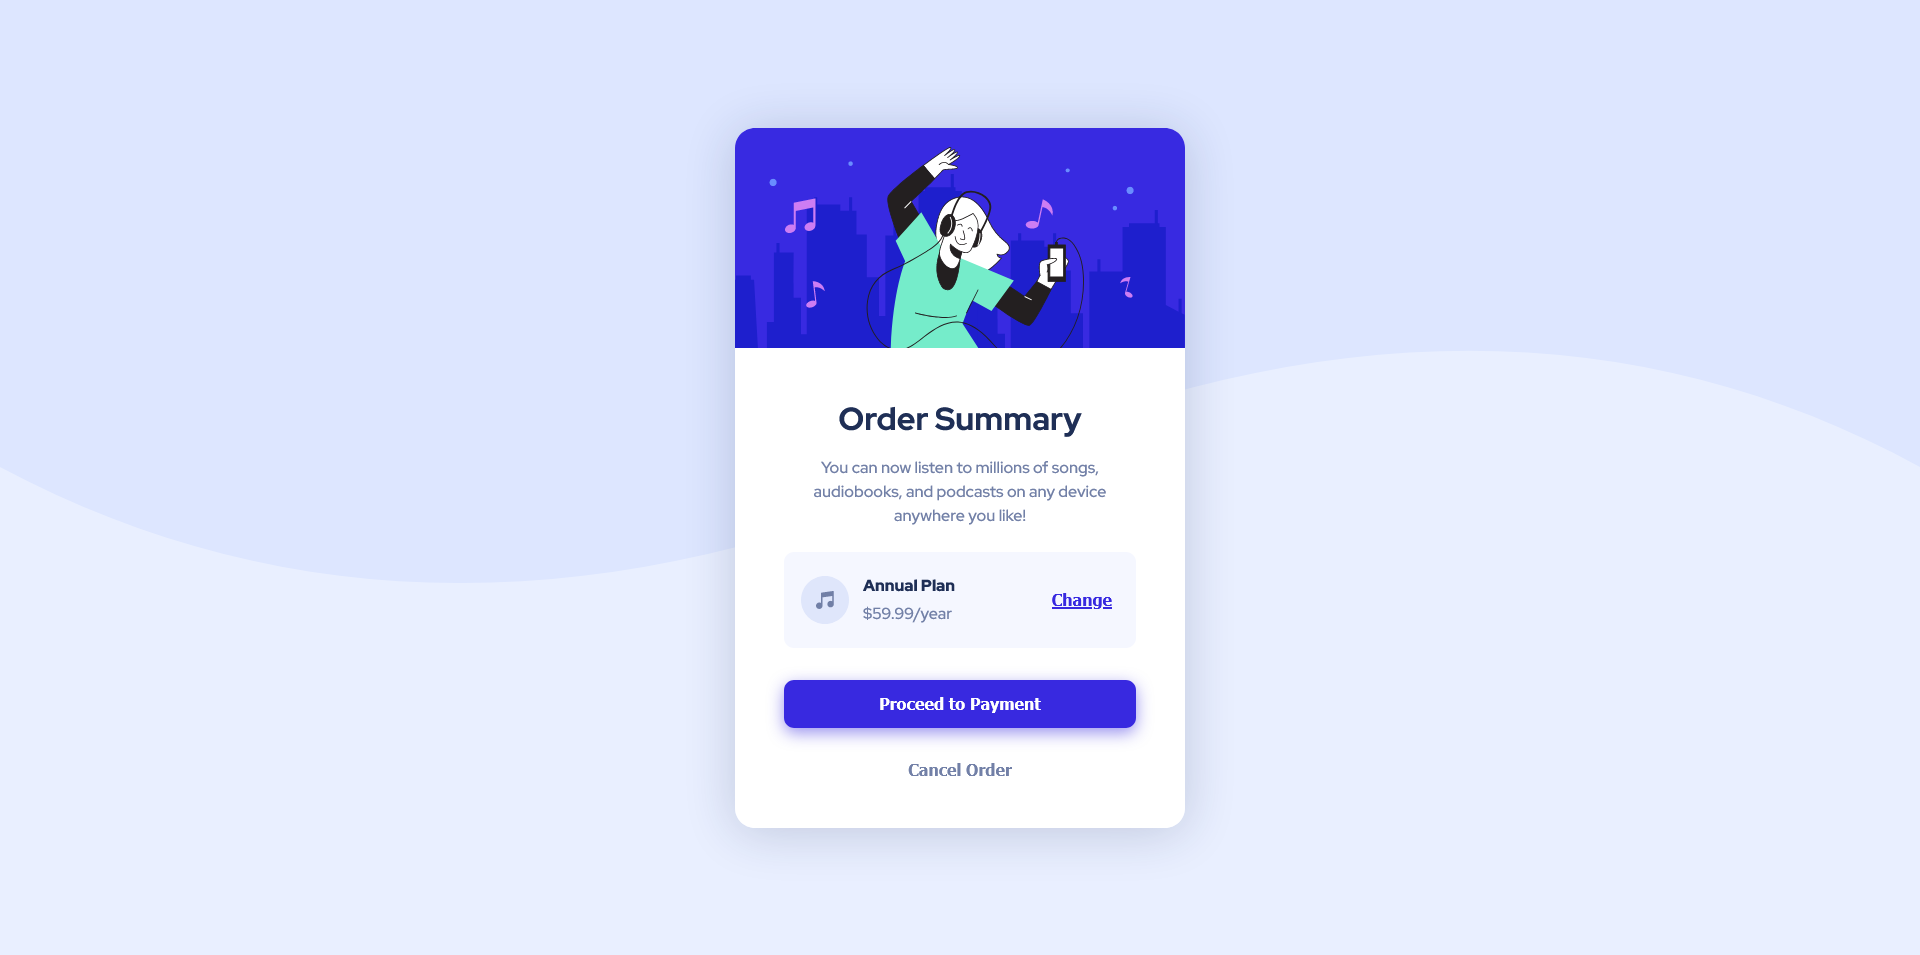 Order Summary
You can now listen to millions of songs,
audiobooks, and podcasts on any device
anywhere you like!
Annual Plan
$59.99/year
Change
Proceed to Payment
Cancel Order